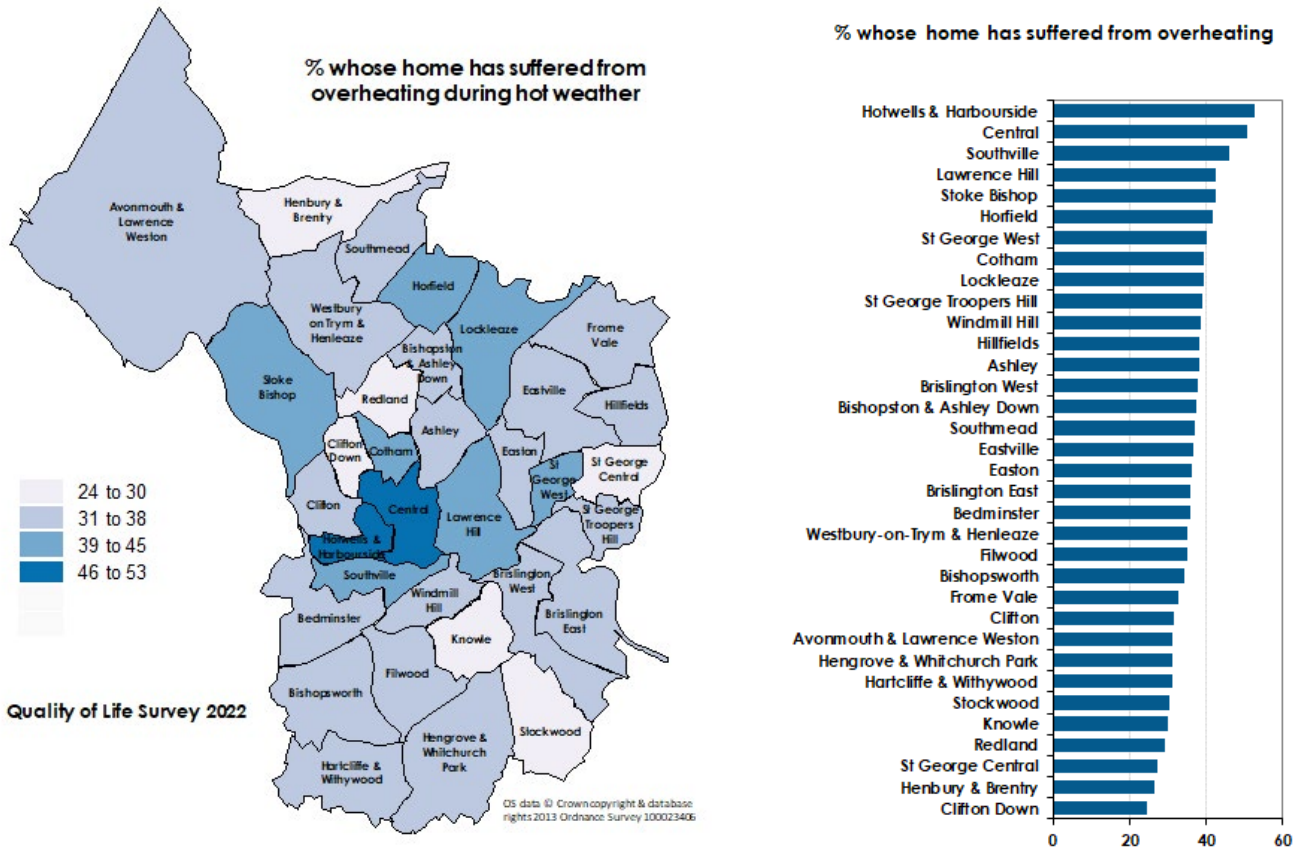 % whose home has suffered from
overheating during hot weather
Avonmouth &
Lawrence
Weston
Henbury &
Brentry
Southmead
Horfield
Westbury
on Trym &
Henleaze
Lockleaze
Frome
Vale
Bishopston
& Ashley
Down
Stoke
Bishop
Redland
Eastville
Hillfields
Ashley
Clifton
Down
Cotham
Easton
St
George
West
St George
Central
Clifton
Central
Lawrence
Hill
St George
Troopers
Hill
Hotwells &
Harbourside
Southville
Brislington
West
Windmill
Hill
Bedminster
Brislington
East
Knowle
Filwood
Bishopsworth
Stockwood
Hengrove &
Whitchurch
Park
Hartcliffe &
Withywood
24 to 30
31 to 38
39 to 45
46 to 53
Quality of Life Survey 2022
OS data © Crown copyright & database
rights 2013 Ordnance Survey 100023406
% whose home has suffered from overheating
Hotwells & Harbourside
Central
Southville
Lawrence Hill
Stoke Bishop
Horfield
St George West
Cotham
Lockleaze
St George Troopers Hill
Windmill Hill
Hillfields
Ashley
Brislington West
Bishopston & Ashley Down
Southmead
Eastville
Easton
Brislington East
Bedminster
Westbury-on-Trym & Henleaze
Filwood
Bishopsworth
Frome Vale
Clifton
Avonmouth & Lawrence Weston
Hengrove & Whitchurch Park
Hartcliffe & Withywood
Stockwood
Knowle
Redland
St George Central
Henbury & Brentry
Clifton Down
0 20 40 60